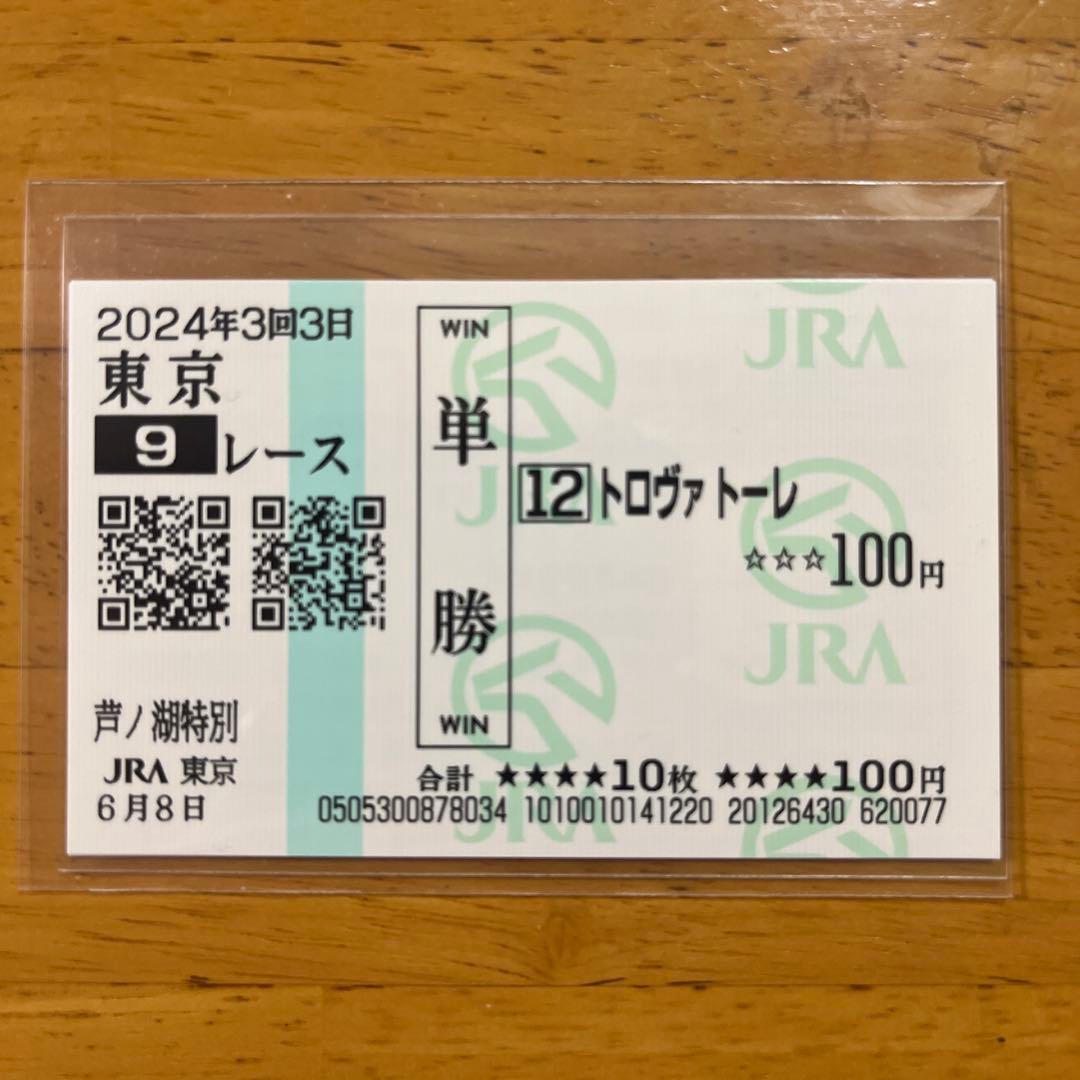 2024年3回3日
東京
9レース
芦ノ湖特別
JRA 東京
6月8日
WIN
単勝
WIN
12トロヴァトーレ
☆☆☆100円
合計 ★★★★10枚 ★★★★100円
0505300878034 1010010141220 20126430 620077
JRA
JRA
JRA
JRA